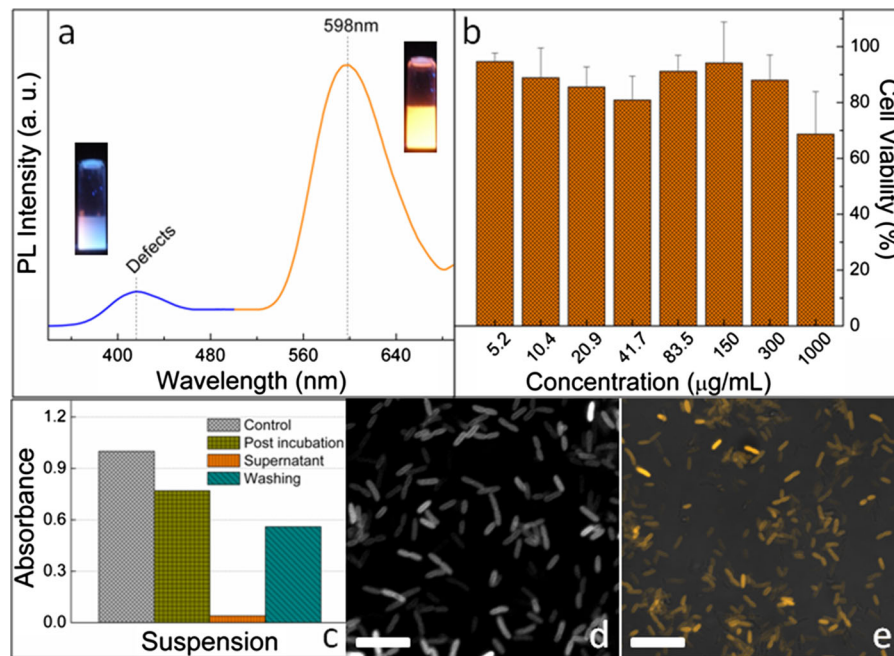 a
598nm
Defects
PL Intensity (a. u.)
400
480
560
640
Wavelength (nm)
b
100
80
60
40
20
0
Cell Viability (%)
5.2
10.4
20.9
41.7
83.5
150
300
1000
Concentration (μg/mL)
1.2
0.9
0.6
0.3
0.0
Absorbance
Control
Post incubation
Supernatant
Washing
Suspension
c
d
e